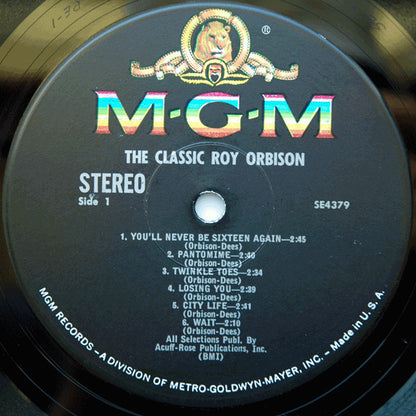 1-3E
®
M·G·M
THE CLASSIC ROY ORBISON
STEREO
Side 1
SE4379
1. YOU'LL NEVER BE SIXTEEN AGAIN—2:45
(Orbison-Dees)
2. PANTOMIME—2:40
(Orbison-Dees)
3. TWINKLE TOES—2:34
(Orbison-Dees)
4. LOSING YOU—2:39
(Orbison-Dees)
5. CITY LIFE—2:41
(Orbison-Dees)
6. WAIT—2:10
(Orbison-Dees)
All Selections Publ. By
Acuff-Rose Publications, Inc.
(BMI)
MGM RECORDS – A DIVISION OF METRO-GOLDWYN-MAYER, INC. – Made in U.S.A.